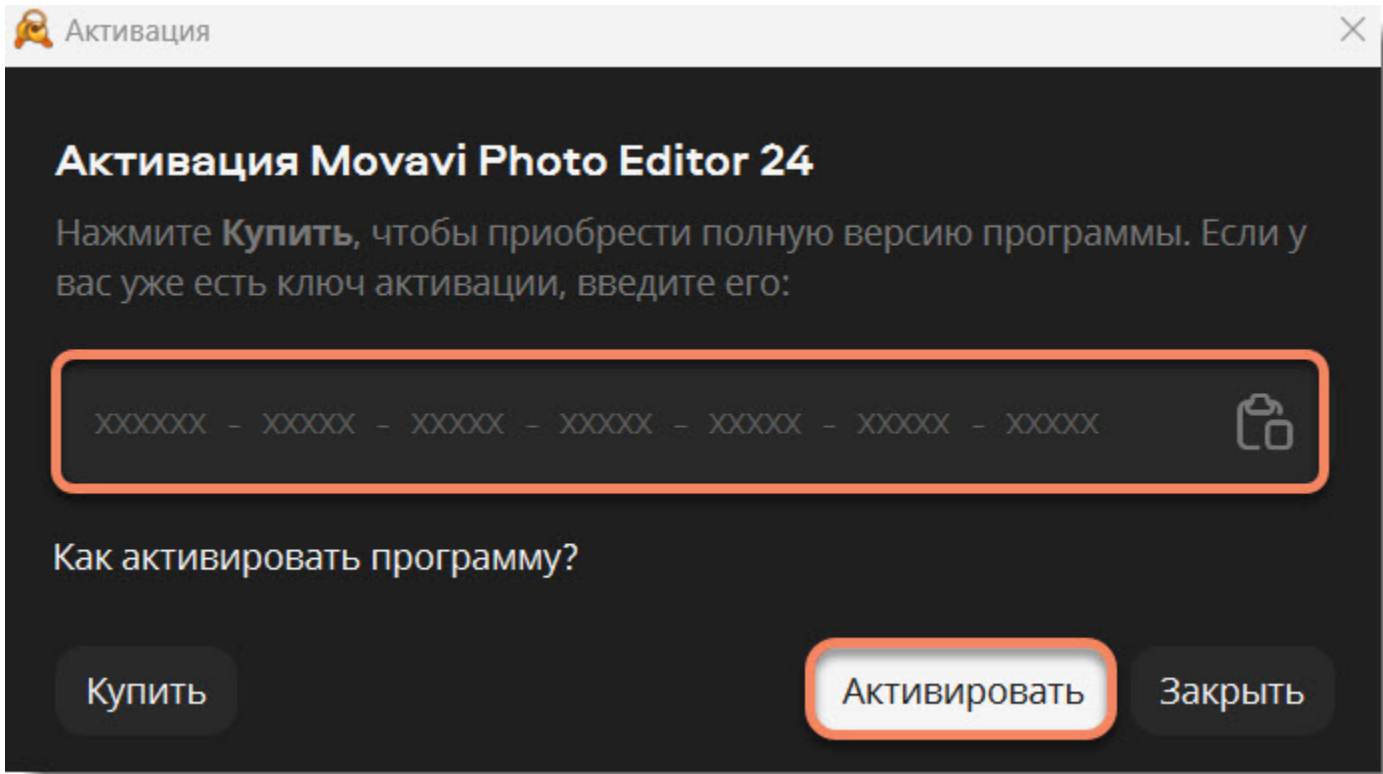 Активация
Активация Movavi Photo Editor 24
Нажмите Купить, чтобы приобрести полную версию программы. Если у
вас уже есть ключ активации, введите его:
XXXXXX - XXXXX - XXXXX - XXXXX - XXXXX - XXXXX - XXXXX
Как активировать программу?
Купить Активировать Закрыть